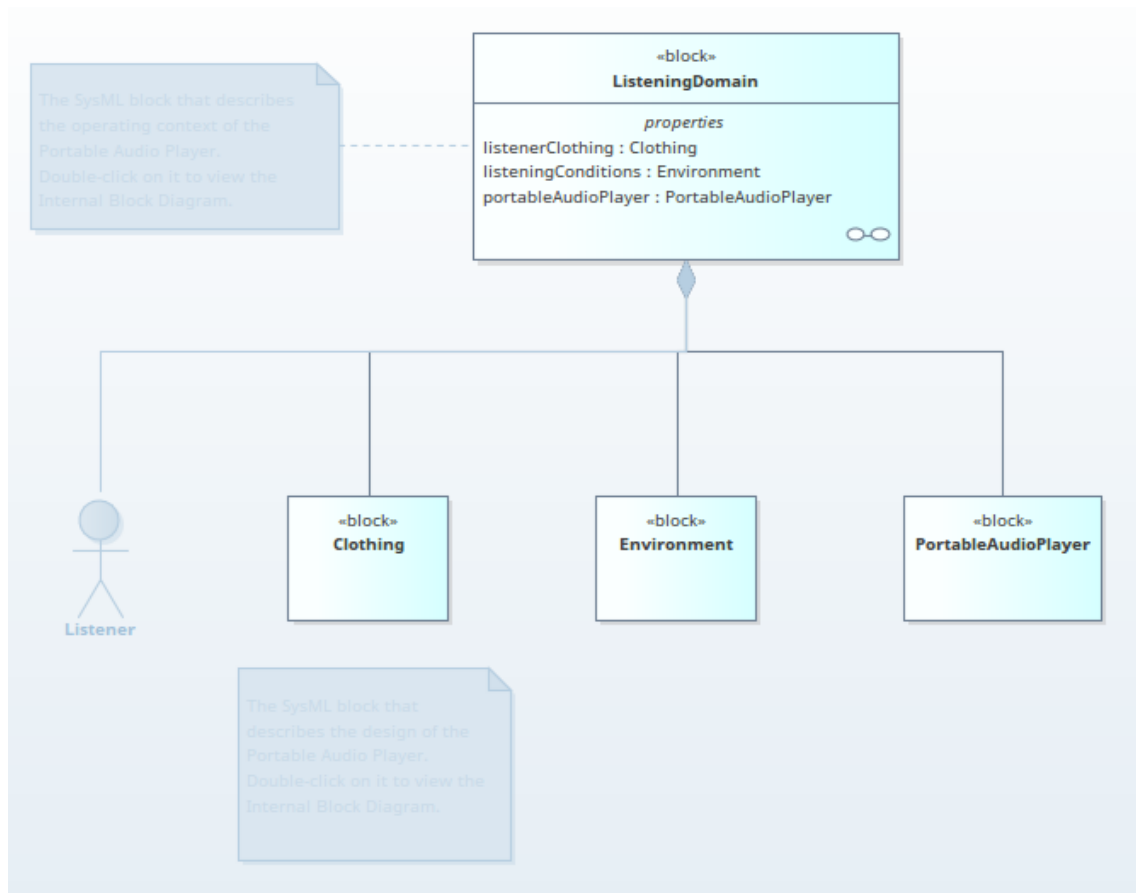 The SysML block that describes
the operating context of the
Portable Audio Player.
Double-click on it to view the
Internal Block Diagram.
«block»
ListeningDomain
properties
listenerClothing : Clothing
listeningConditions : Environment
portableAudioPlayer : PortableAudioPlayer
Listener
«block»
Clothing
«block»
Environment
«block»
PortableAudioPlayer
The SysML block that
describes the design of the
Portable Audio Player.
Double-click on it to view the
Internal Block Diagram.